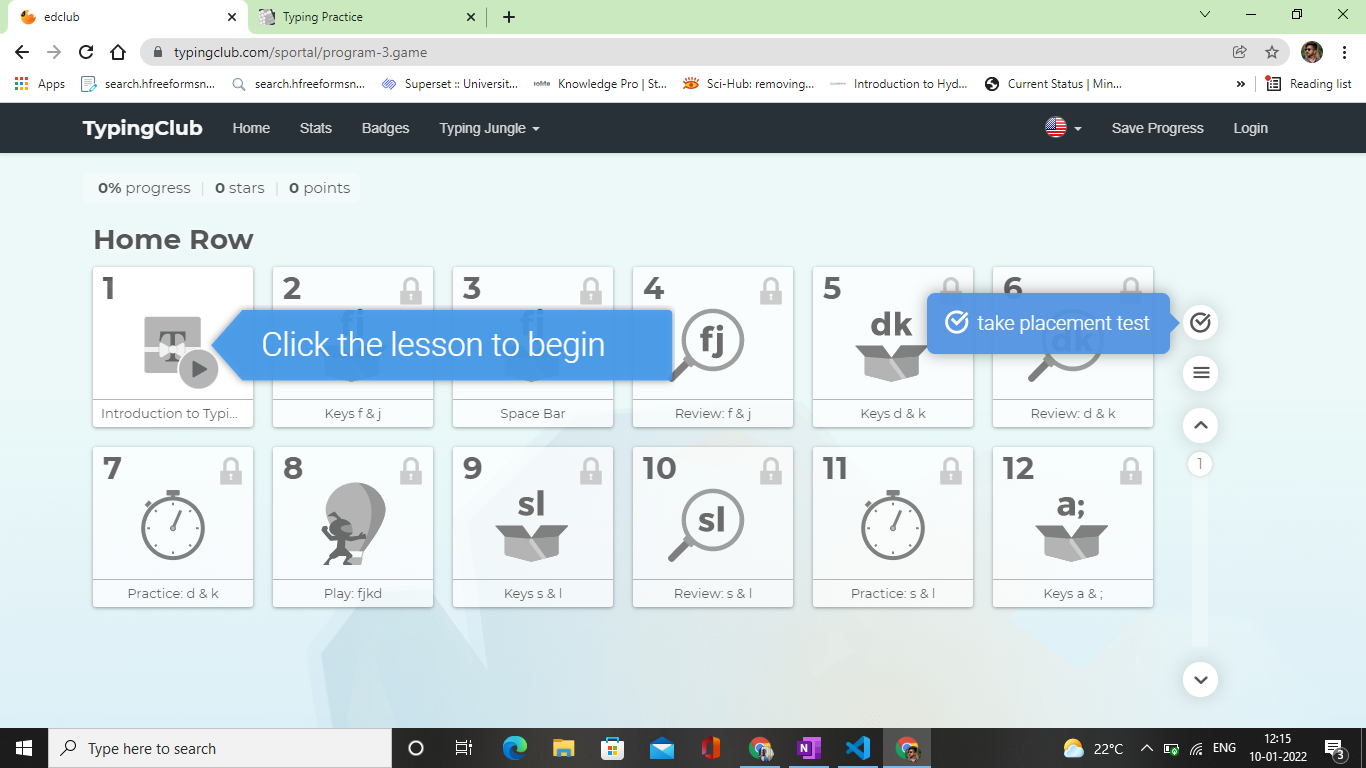 edclub
Typing Practice
typingclub.com/sportal/program-3.game
Apps search.hfreeformsn... search.hfreeformsn... Superset :: Universit... Knowledge Pro | St... Sci-Hub: removing... Introduction to Hyd... Current Status | Min... » Reading list
TypingClub Home Stats Badges Typing Jungle Save Progress Login
0% progress | 0 stars | 0 points
Home Row
1 2 3 4 5 6
T fj dk
Click the lesson to begin
take placement test
Introduction to Typi... Keys f & j Space Bar Review: f & j Keys d & k Review: d & k
1
7 8 9 10 11 12
sl sl a;
Practice: d & k Play: fjkd Keys s & l Review: s & l Practice: s & l Keys a & ;
Type here to search
22°C ENG
12:15
10-01-2022
3